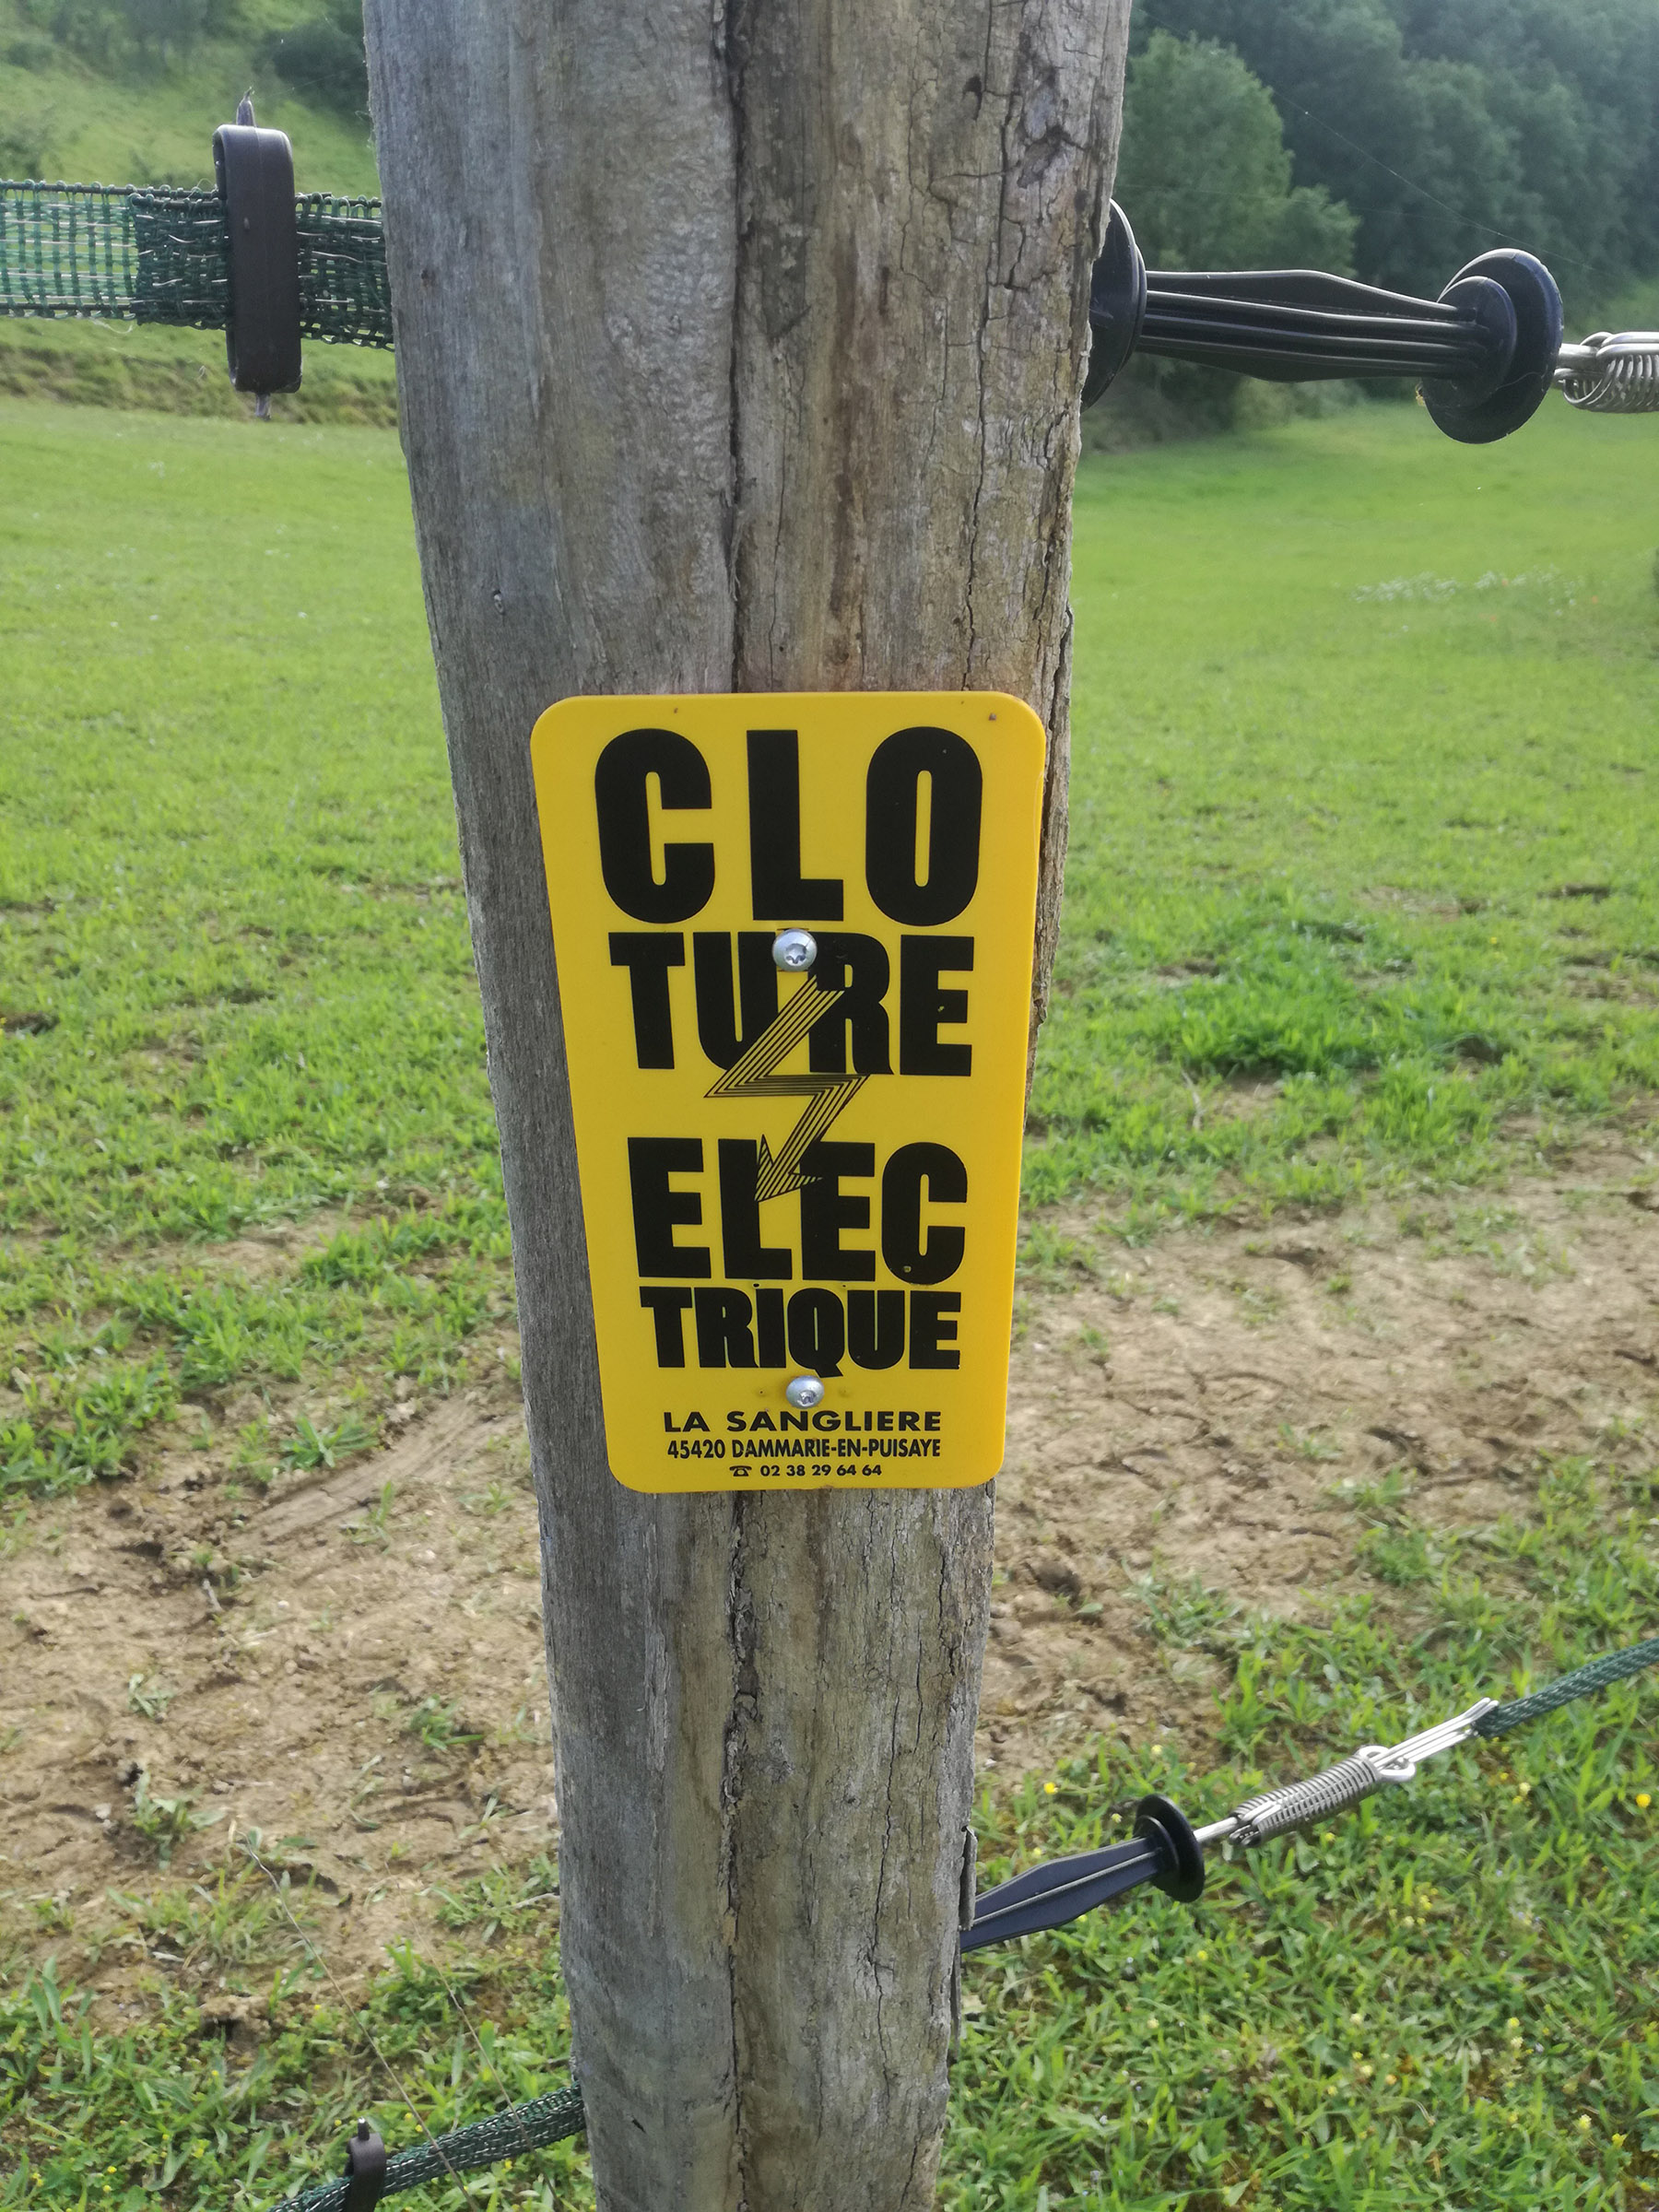 CLO
TURE
ELEC
TRIQUE
LA SANGLIERE
45420 DAMMARIE-EN-PUISAYE
☎ 02 38 29 64 64